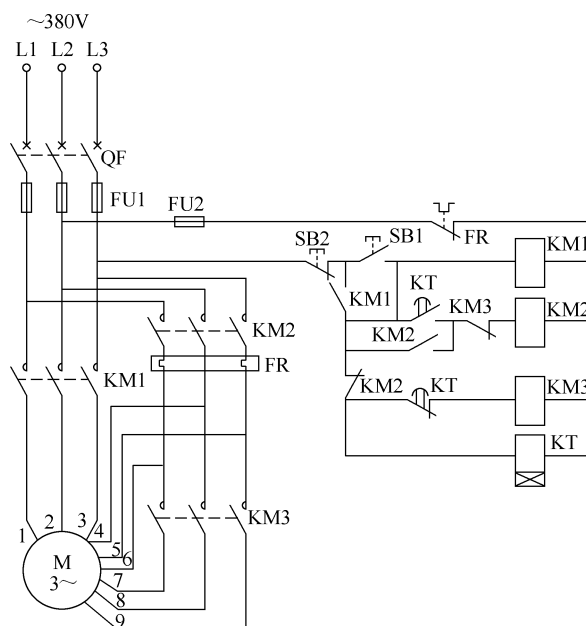 ~380V
L1 L2 L3
QF
FU1
FU2
FR
SB2
SB1
KM1
KM1
KT
KM3
KM2
KM2
KM2
FR
KM1
KM2
KT
KM3
KT
KM3
1 2 3 4
5
6
7
8
9
M
3~